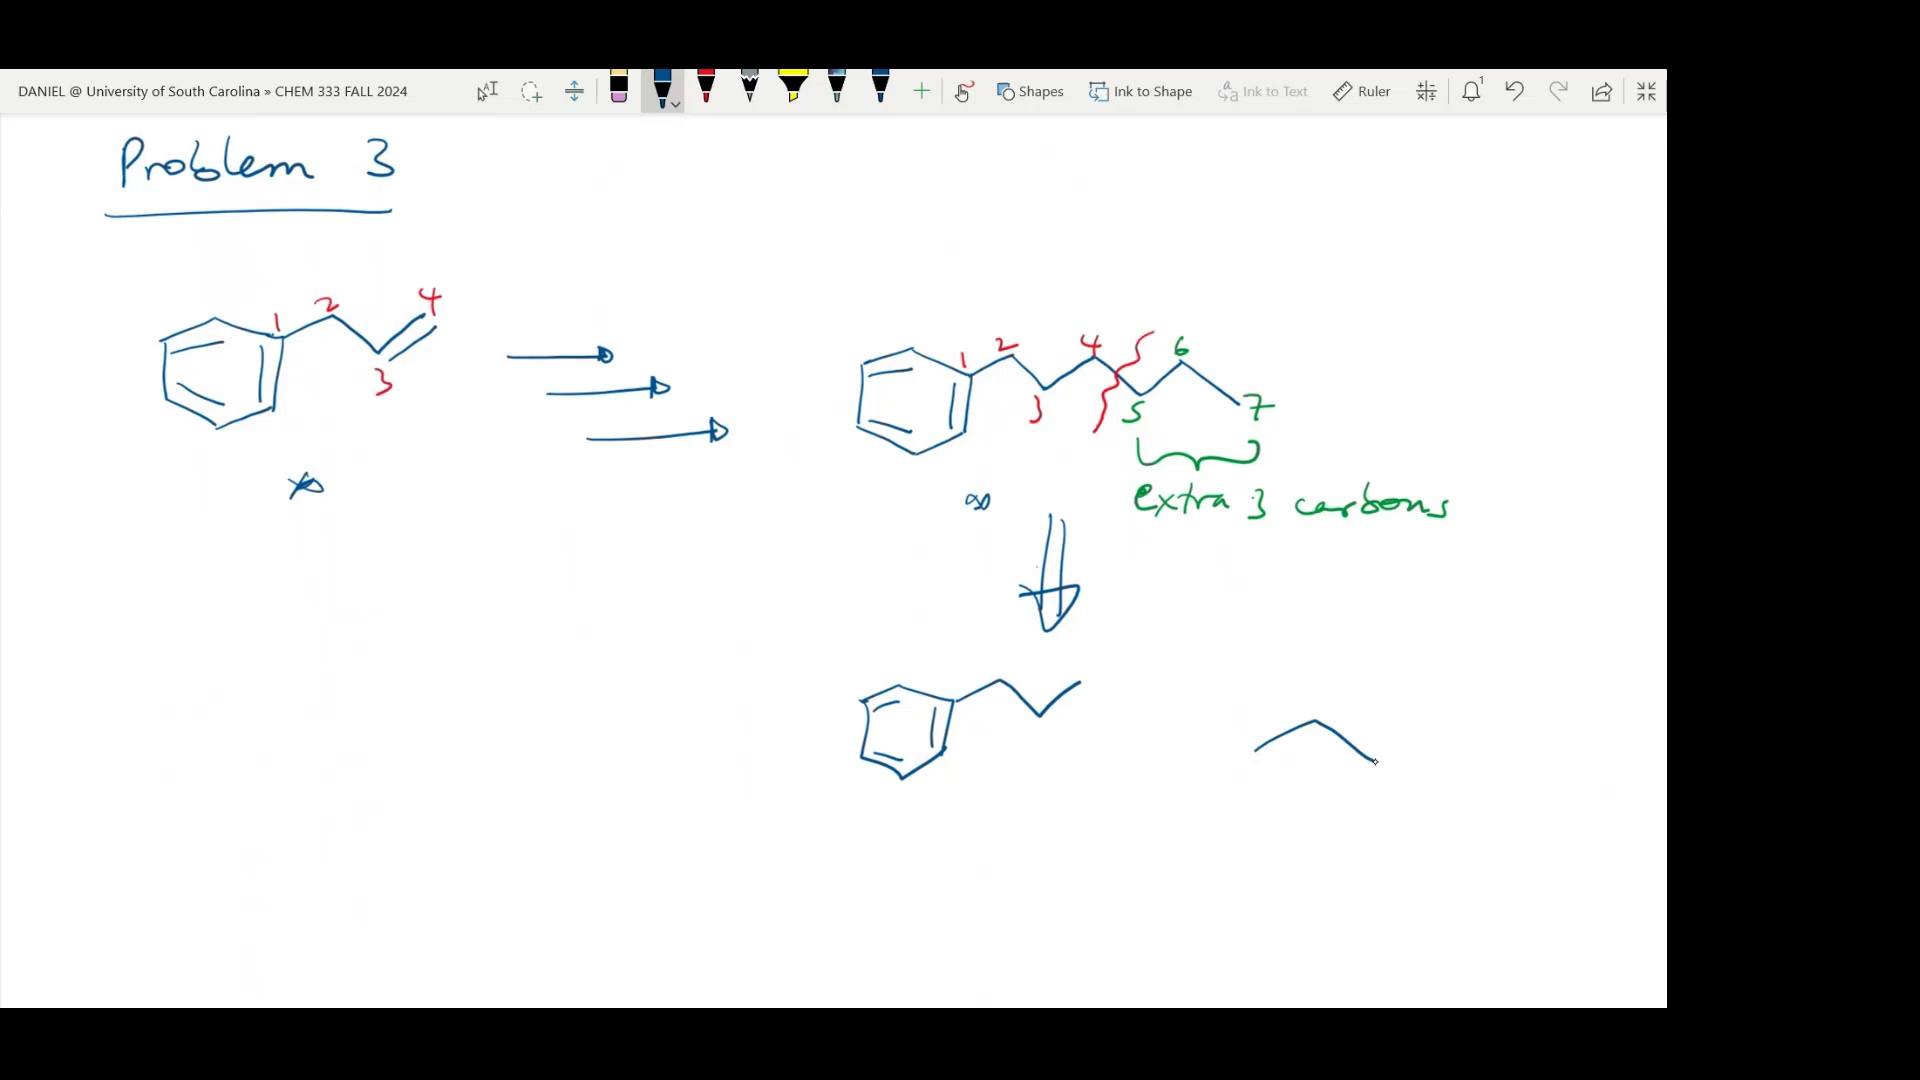 DANIEL @ University of South Carolina » CHEM 333 FALL 2024
Shapes
Ink to Shape
Ink to Text
Ruler
1
Problem 3
1 2 3 4
1 2 3 4 5 6 7
extra 3 carbons